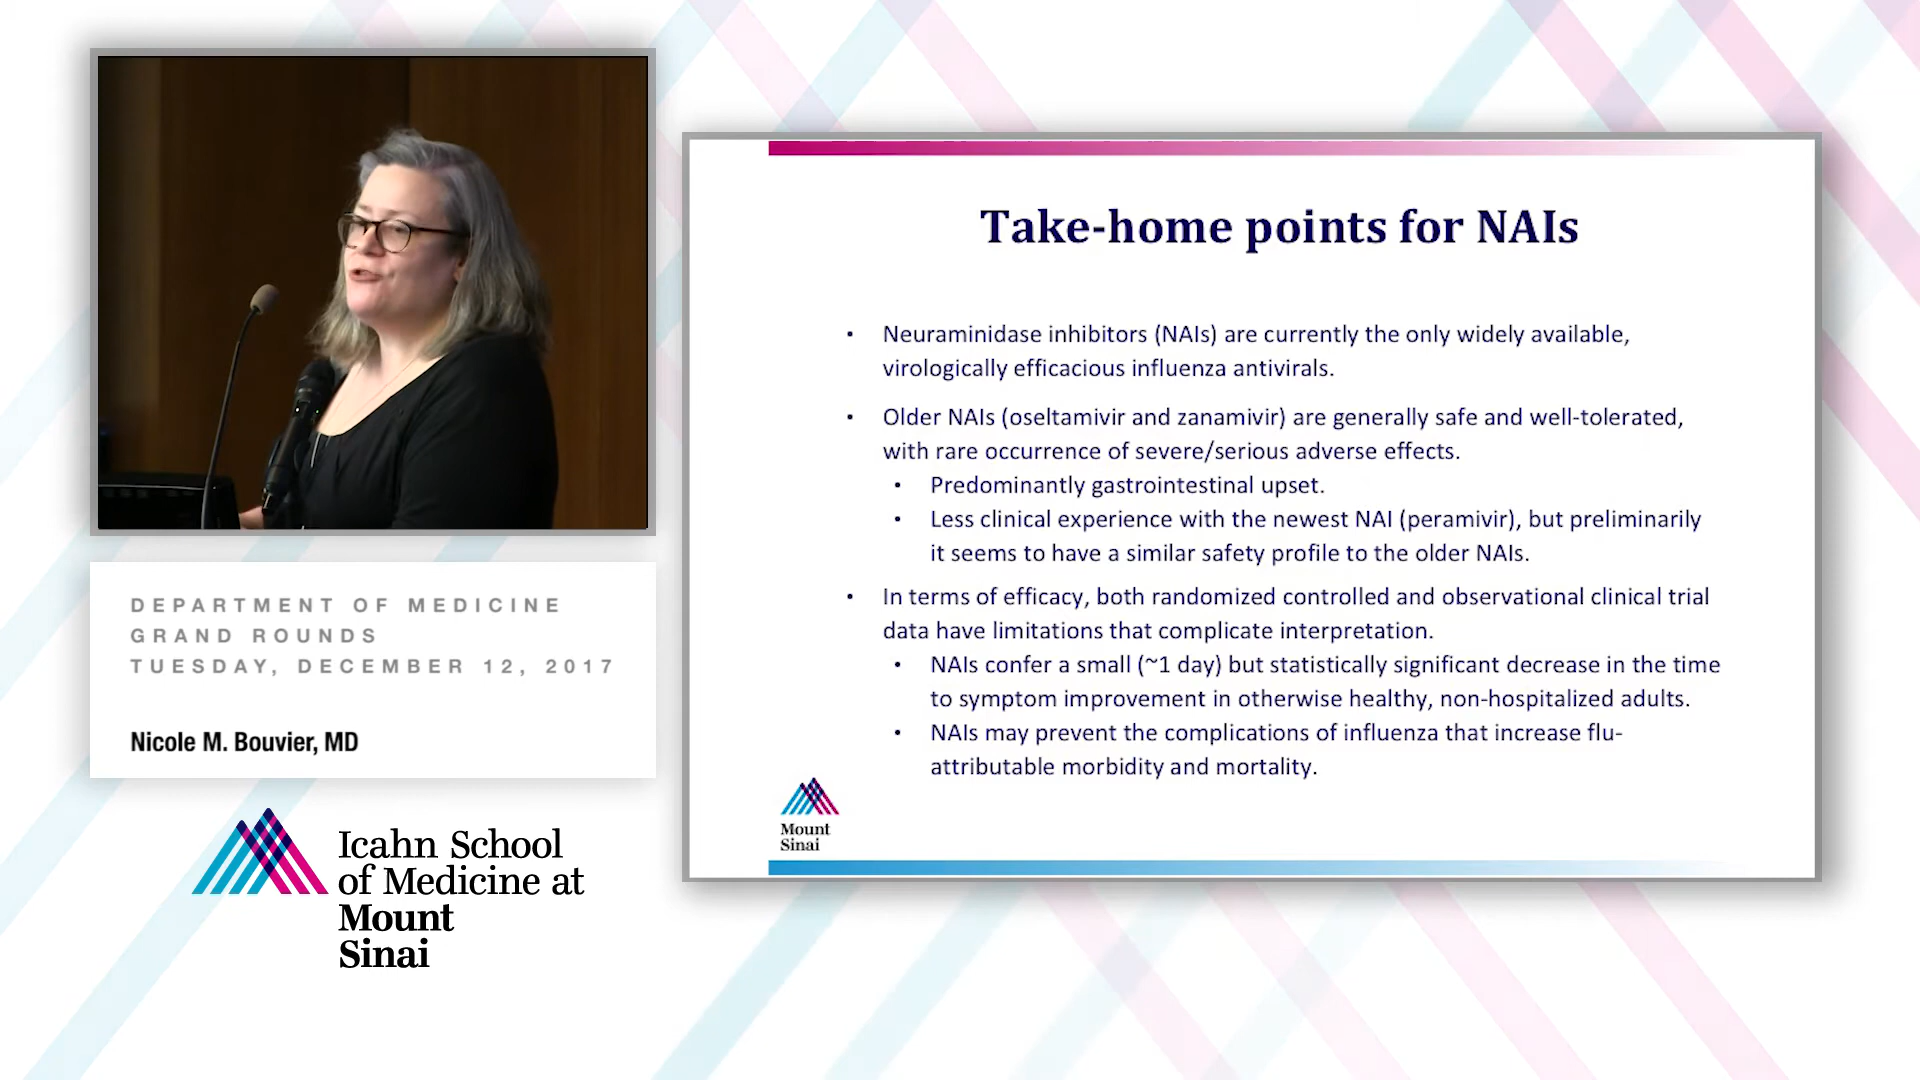 DEPARTMENT OF MEDICINE
GRAND ROUNDS
TUESDAY, DECEMBER 12, 2017
Nicole M. Bouvier, MD
Icahn School
of Medicine at
Mount
Sinai
Take-home points for NAIs
• Neuraminidase inhibitors (NAIs) are currently the only widely available,
virologically efficacious influenza antivirals.
• Older NAIs (oseltamivir and zanamivir) are generally safe and well-tolerated,
with rare occurrence of severe/serious adverse effects.
• Predominantly gastrointestinal upset.
• Less clinical experience with the newest NAI (peramivir), but preliminarily
it seems to have a similar safety profile to the older NAIs.
• In terms of efficacy, both randomized controlled and observational clinical trial
data have limitations that complicate interpretation.
• NAIs confer a small (~1 day) but statistically significant decrease in the time
to symptom improvement in otherwise healthy, non-hospitalized adults.
• NAIs may prevent the complications of influenza that increase flu-
attributable morbidity and mortality.
Mount
Sinai